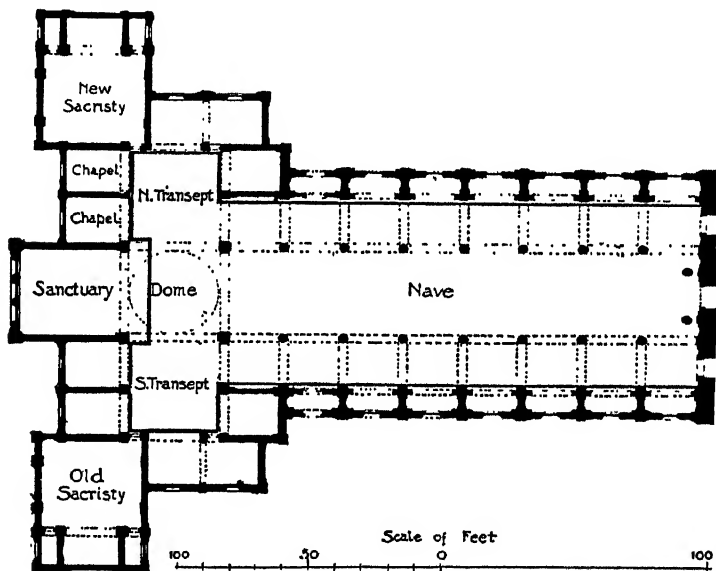 New
Sacristy
Chapel
N. Transept
Chapel
Sanctuary
Dome
Nave
S. Transept
Old
Sacristy
Scale of Feet
100 50 0 100